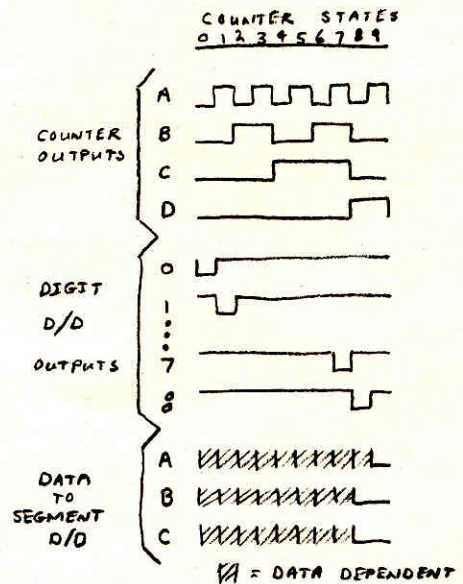 COUNTER STATES
0 1 2 3 4 5 6 7 8 9
COUNTER
OUTPUTS
A
B
C
D
DIGIT
D/D
OUTPUTS
0
1
7
8
DATA
TO
SEGMENT
D/D
A
B
C
= DATA DEPENDENT